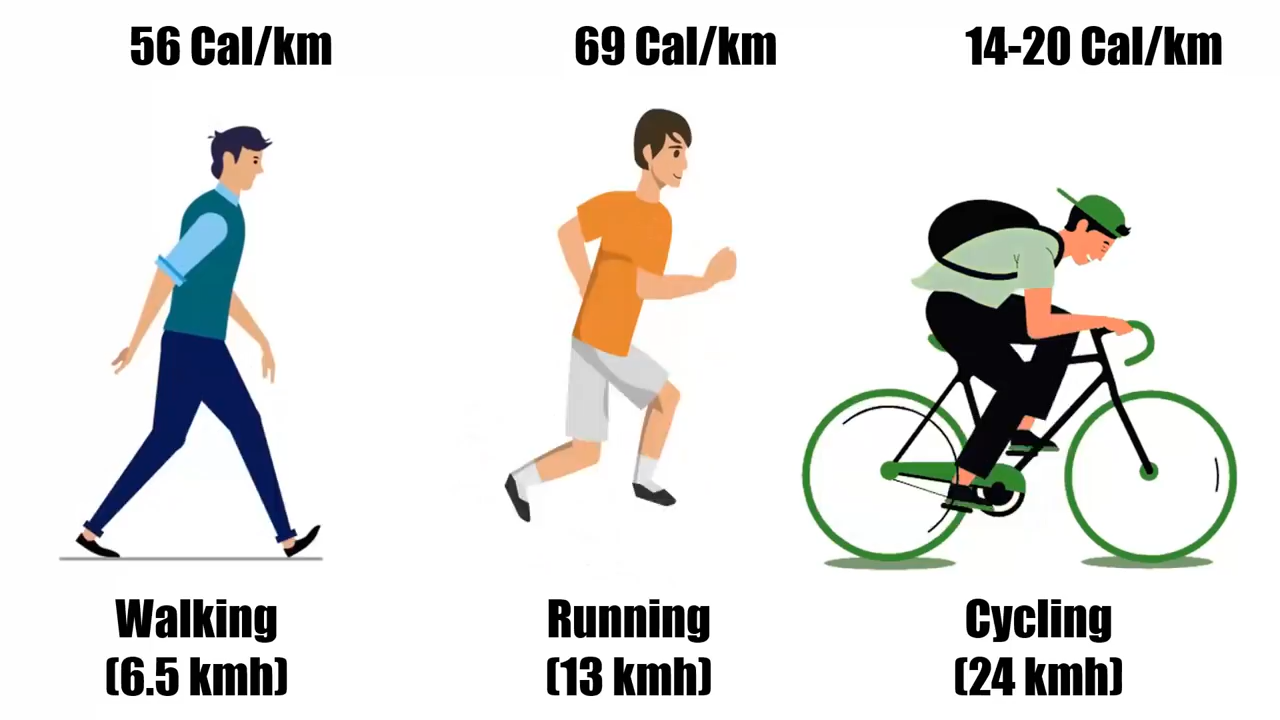 56 Cal/km
69 Cal/km
14-20 Cal/km
Walking
(6.5 kmh)
Running
(13 kmh)
Cycling
(24 kmh)